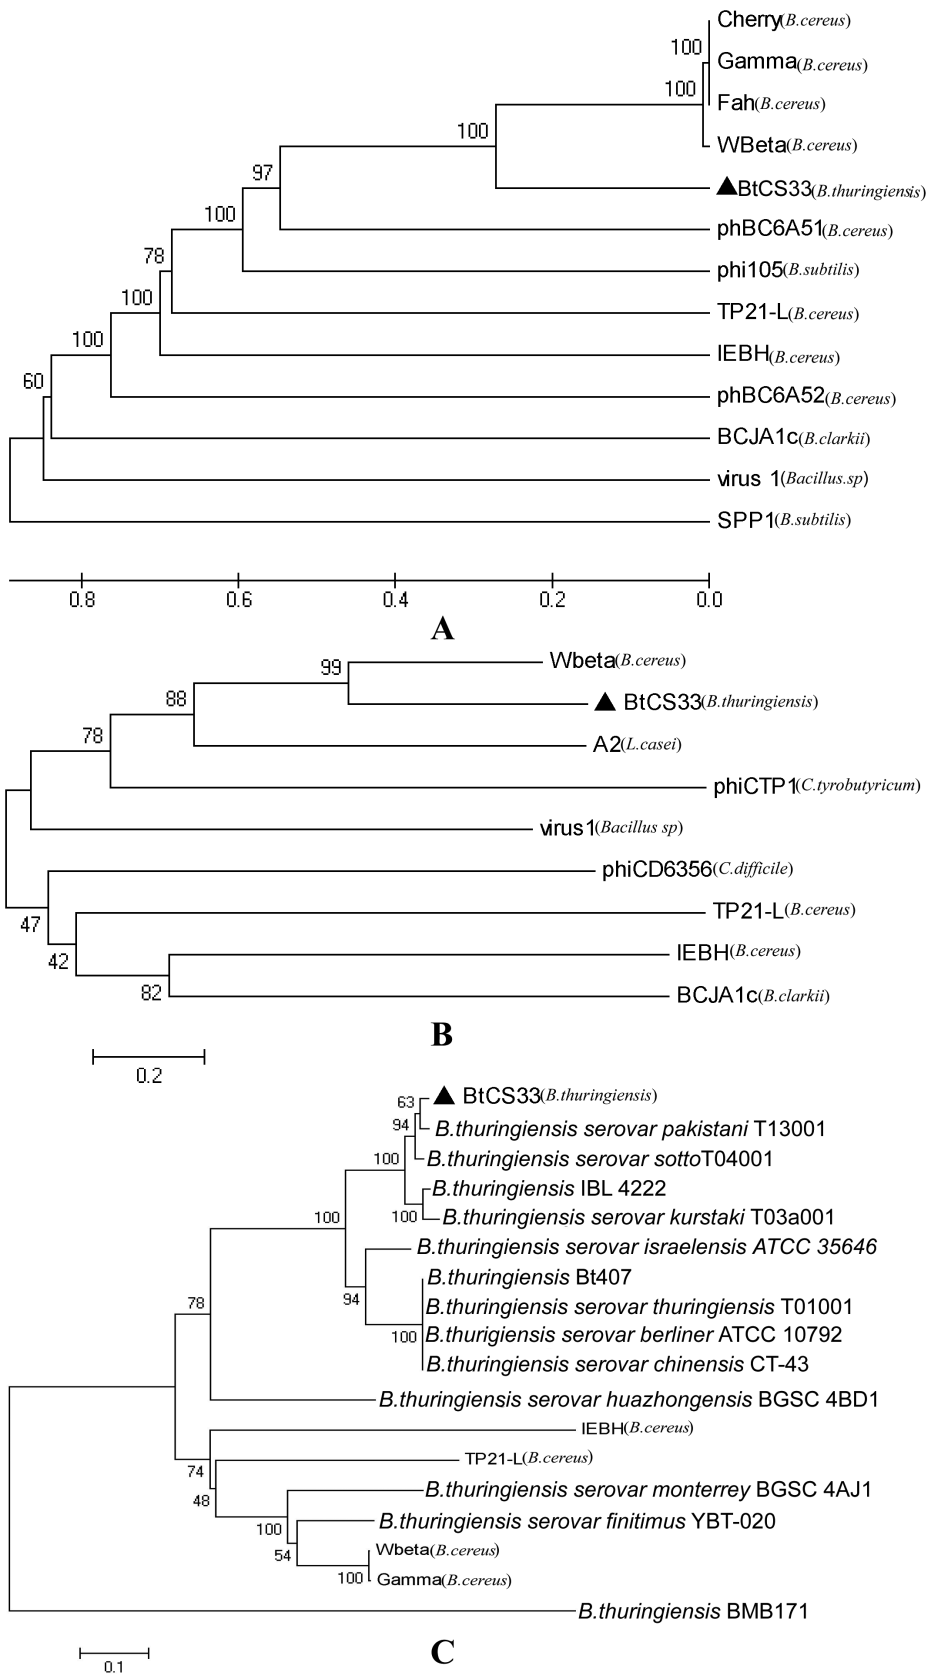 Cherry(B.cereus)
100
Gamma(B.cereus)
100
Fah(B.cereus)
100
WBeta(B.cereus)
97
BtCS33(B.thuringiensis)
100
phBC6A51(B.cereus)
78
phi105(B.subtilis)
100
TP21-L(B.cereus)
100
IEBH(B.cereus)
60
phBC6A52(B.cereus)
BCJA1c(B.clarkii)
virus 1(Bacillus.sp)
SPP1(B.subtilis)
0.8 0.6 0.4 0.2 0.0
A
99
Wbeta(B.cereus)
88
BtCS33(B.thuringiensis)
78
A2(L.casei)
phiCTP1(C.tyrobutyricum)
virus1(Bacillus sp)
phiCD6356(C.difficile)
47
TP21-L(B.cereus)
42
IEBH(B.cereus)
82
BCJA1c(B.clarkii)
B
0.2
BtCS33(B.thuringiensis)
63
94
B.thuringiensis serovar pakistani T13001
100
B.thuringiensis serovar sottoT04001
B.thuringiensis IBL 4222
100
100
B.thuringiensis serovar kurstaki T03a001
B.thuringiensis serovar israelensis ATCC 35646
B.thuringiensis Bt407
94
78
B.thuringiensis serovar thuringiensis T01001
100
B.thurigiensis serovar berliner ATCC 10792
B.thuringiensis serovar chinensis CT-43
B.thuringiensis serovar huazhongensis BGSC 4BD1
IEBH(B.cereus)
74
TP21-L(B.cereus)
48
B.thuringiensis serovar monterrey BGSC 4AJ1
100
B.thuringiensis serovar finitimus YBT-020
54
Wbeta(B.cereus)
100
Gamma(B.cereus)
B.thuringiensis BMB171
C
0.1